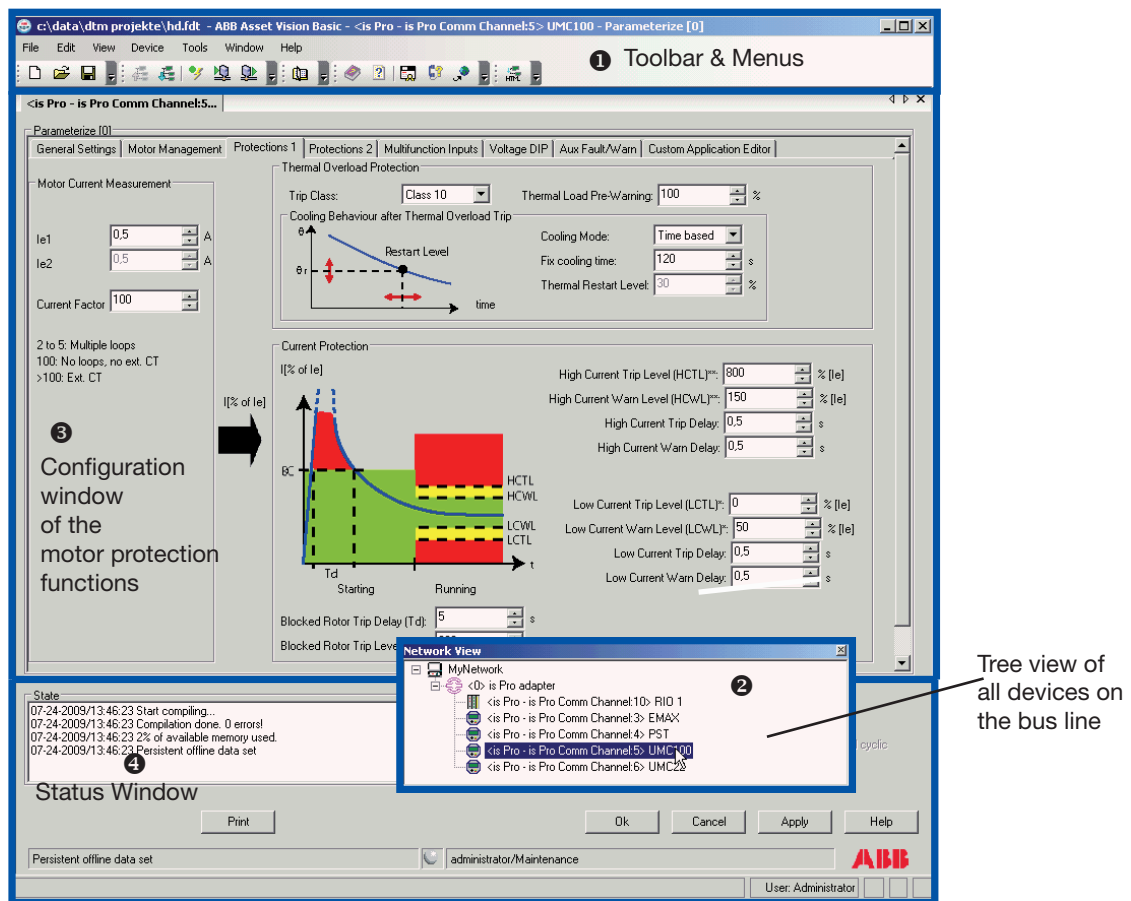 c:\data\dtm projekte\hd.fdt - ABB Asset Vision Basic - <is Pro - is Pro Comm Channel:5> UMC100 - Parameterize [0]
File Edit View Device Tools Window Help
❶ Toolbar & Menus
<is Pro - is Pro Comm Channel:5...
Parameterize [0]
General Settings Motor Management Protections 1 Protections 2 Multifunction Inputs Voltage DIP Aux Fault/Warn Custom Application Editor
Motor Current Measurement
Ie1 0,5 A
Ie2 0,5 A
Current Factor 100
2 to 5: Multiple loops
100: No loops, no ext. CT
>100: Ext. CT
I[% of Ie]
❸
Configuration
window
of the
motor protection
functions
Thermal Overload Protection
Trip Class: Class 10 Thermal Load Pre-Warning: 100 %
Cooling Behaviour after Thermal Overload Trip
θ
Restart Level
θr
time
Cooling Mode: Time based
Fix cooling time: 120 s
Thermal Restart Level: 30 %
Current Protection
I[% of Ie]
BC
HCTL
HCWL
LCWL
LCTL
t
Td
Starting Running
High Current Trip Level (HCTL)**: 800 % [Ie]
High Current Warn Level (HCWL)**: 150 % [Ie]
High Current Trip Delay: 0,5 s
High Current Warn Delay: 0,5 s
Low Current Trip Level (LCTL)*: 0 % [Ie]
Low Current Warn Level (LCWL)*: 50 % [Ie]
Low Current Trip Delay: 0,5 s
Low Current Warn Delay: 0,5 s
Blocked Rotor Trip Delay (Td): 5 s
Blocked Rotor Trip Leve
Network View
MyNetwork
❷
<0> is Pro adapter
<is Pro - is Pro Comm Channel:10> RIO 1
<is Pro - is Pro Comm Channel:3> EMAX
<is Pro - is Pro Comm Channel:4> PST
<is Pro - is Pro Comm Channel:5> UMC100
<is Pro - is Pro Comm Channel:6> UMC22
Tree view of
all devices on
the bus line
State
07-24-2009/13:46:23 Start compiling...
07-24-2009/13:46:23 Compilation done. 0 errors!
07-24-2009/13:46:23 2% of available memory used.
07-24-2009/13:46:23 Persistent offline data set
❹
Status Window
cyclic
Print Ok Cancel Apply Help
Persistent offline data set administrator/Maintenance ABB
User: Administrator